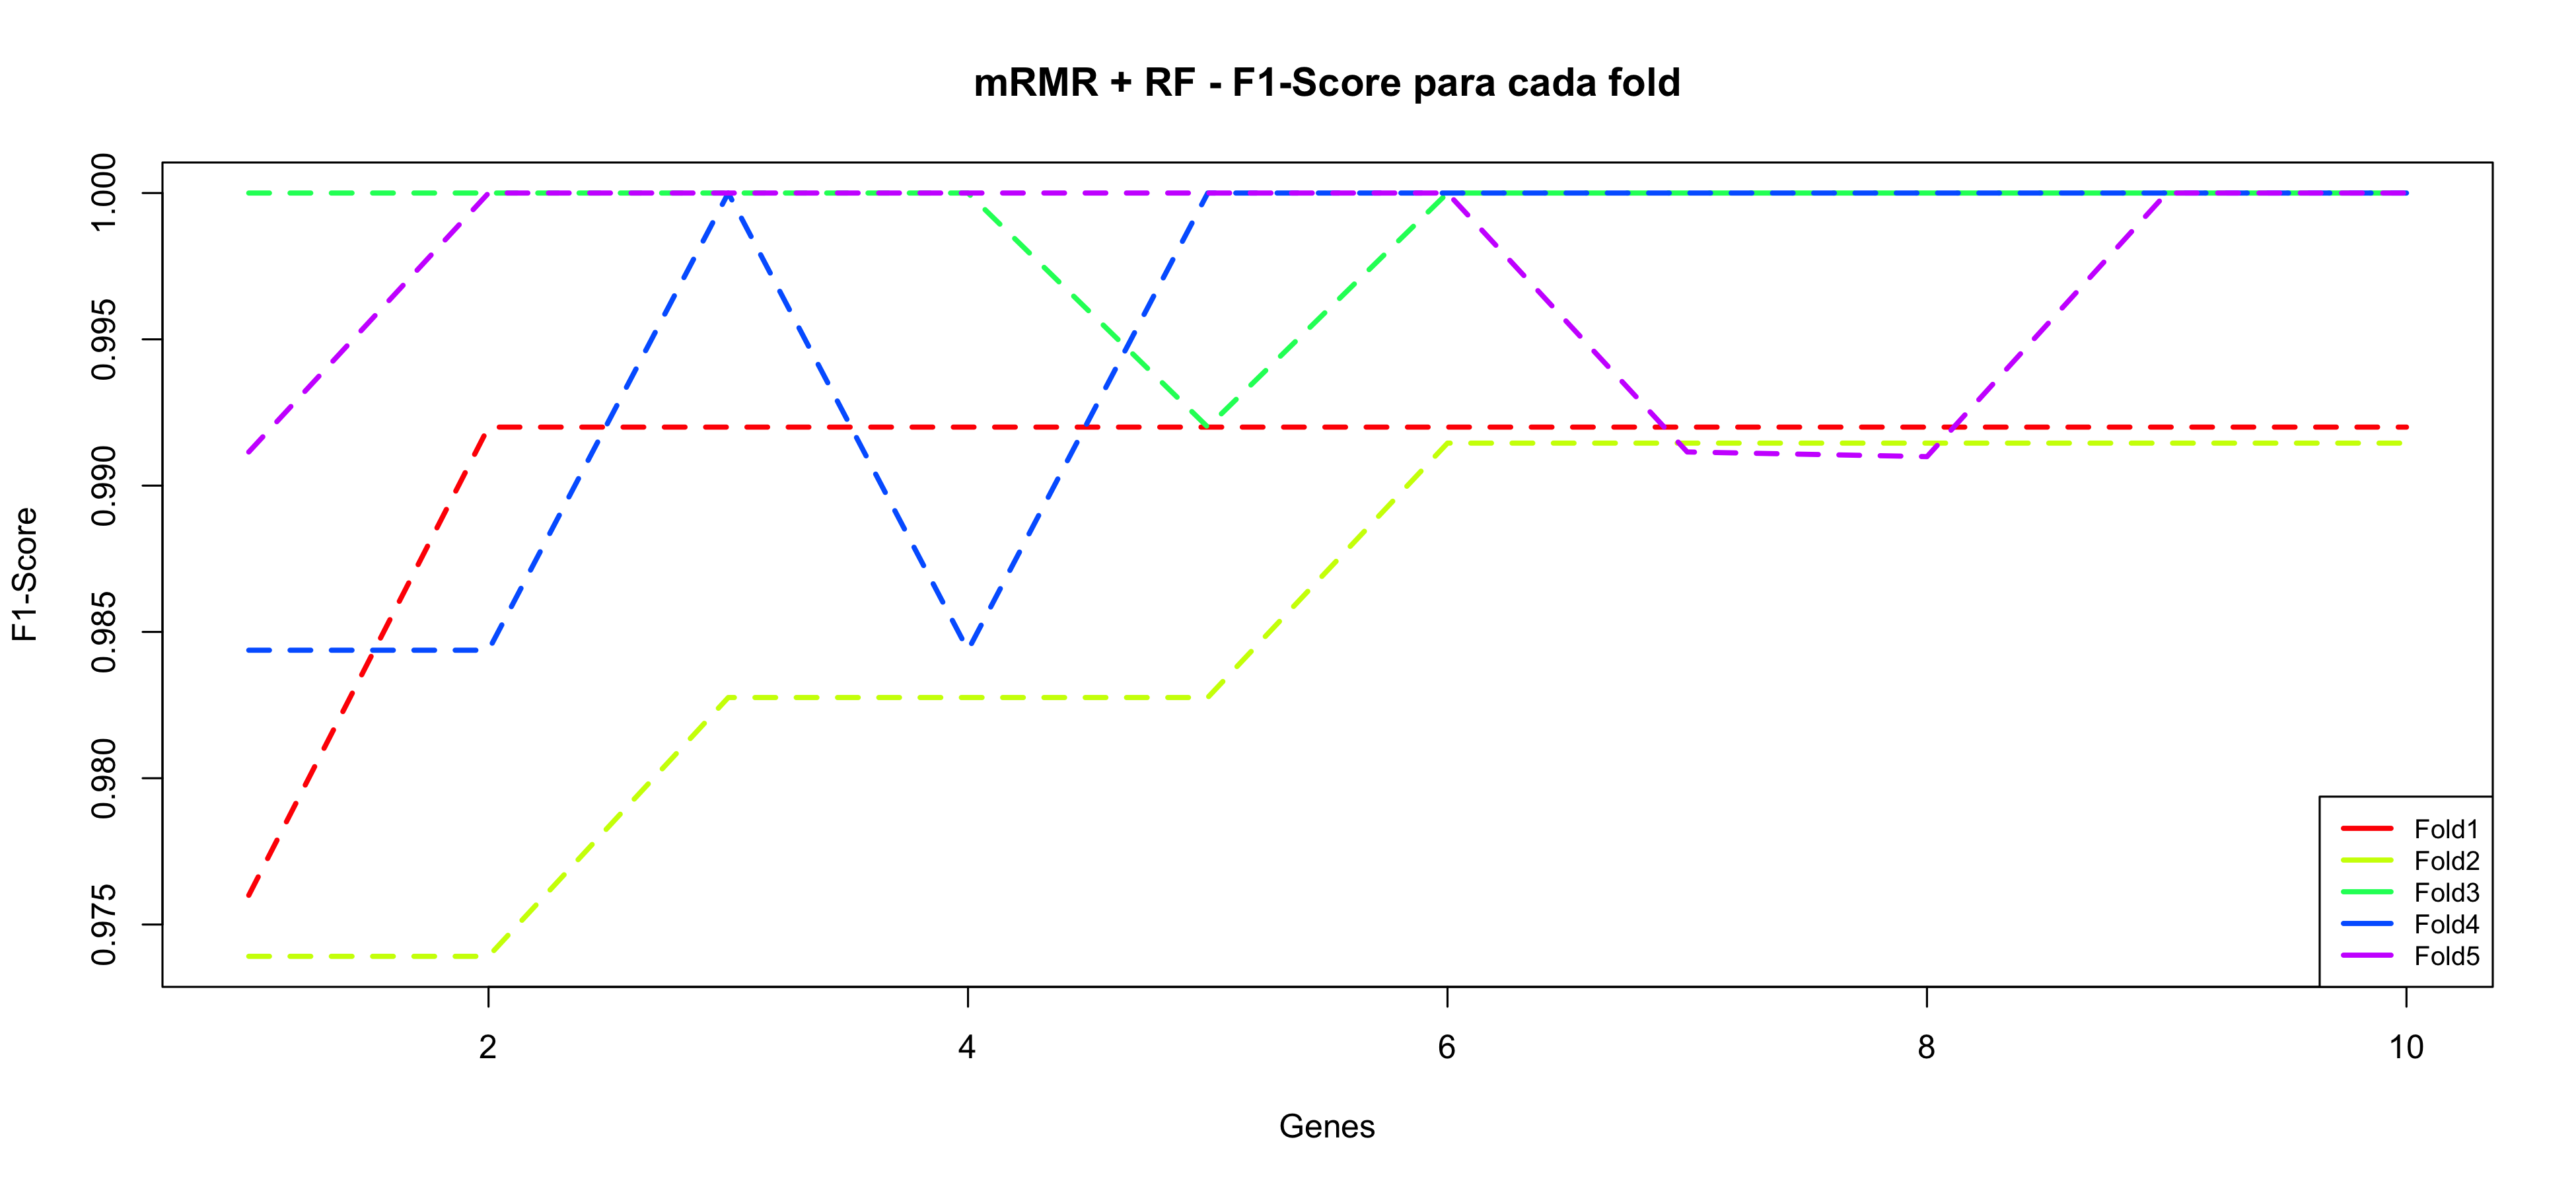 mRMR + RF - F1-Score para cada fold
F1-Score
1.000
0.995
0.990
0.985
0.980
0.975
2
4
6
8
10
Genes
Fold1
Fold2
Fold3
Fold4
Fold5